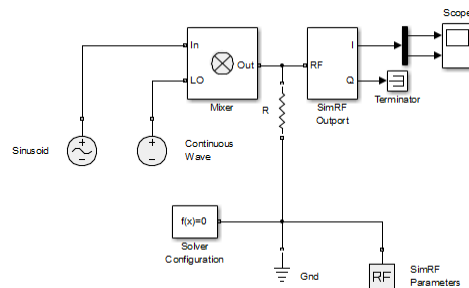 Scope
In
Out
LO
Mixer
RF
I
Q
SimRF
Outport
Terminator
R
Sinusoid
Continuous
Wave
f(x)=0
Solver
Configuration
Gnd
RF
SimRF
Parameters